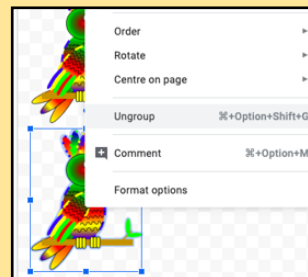 Order
Rotate
Centre on page
Ungroup ⌘+Option+Shift+G
Comment ⌘+Option+M
Format options